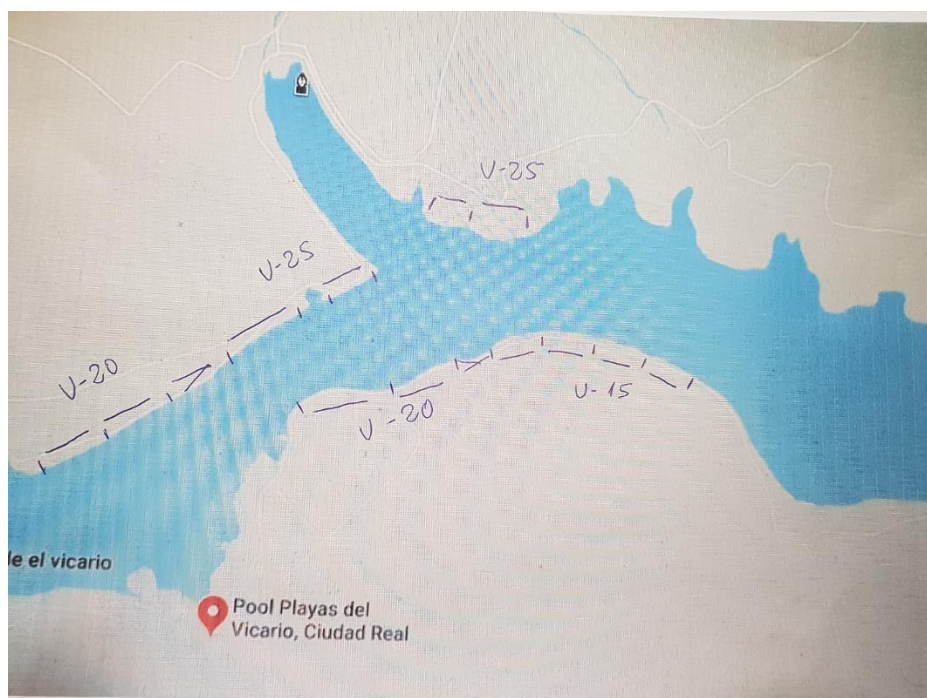 U-25
U-25
U-20
U-20
U-15
le el vicario
Pool Playas del
Vicario, Ciudad Real